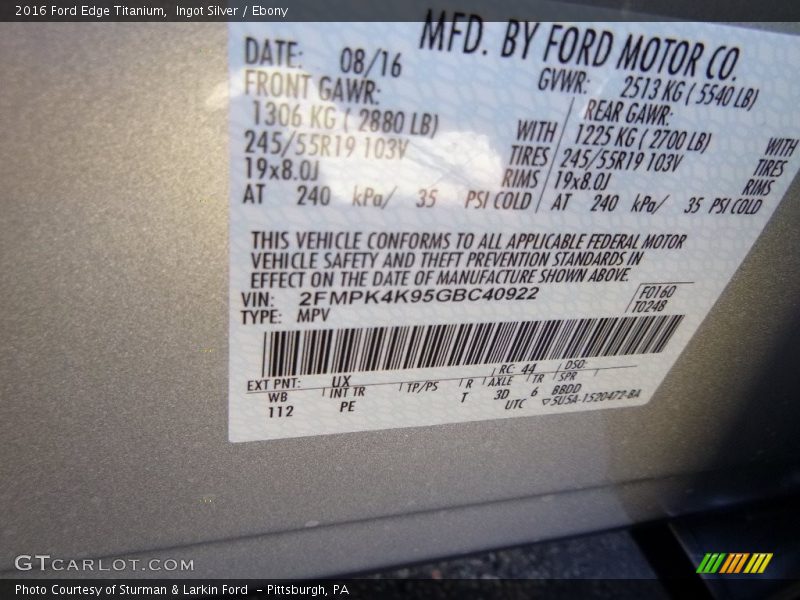 2016 Ford Edge Titanium, Ingot Silver / Ebony
MFD. BY FORD MOTOR CO.
DATE: 08/16
GVWR: 2513 KG ( 5540 LB)
FRONT GAWR:
1306 KG ( 2880 LB)
245/55R19 103V
19x8.0J
WITH
TIRES
RIMS
AT 240 kPa/ 35 PSI COLD
REAR GAWR:
1225 KG ( 2700 LB)
245/55R19 103V
19x8.0J
WITH
TIRES
RIMS
AT 240 kPa/ 35 PSI COLD
THIS VEHICLE CONFORMS TO ALL APPLICABLE FEDERAL MOTOR
VEHICLE SAFETY AND THEFT PREVENTION STANDARDS IN
EFFECT ON THE DATE OF MANUFACTURE SHOWN ABOVE.
VIN: 2FMPK4K95GBC40922
TYPE: MPV
F0160
T0248
EXT PNT: UX RC: 44 DSO:
WB INT TR TP/PS R AXLE TR SPR
112 PE T 3D 6 BBDD
UTC ▽5U5A-1520472-BA
GTCARLOT.COM
Photo Courtesy of Sturman & Larkin Ford - Pittsburgh, PA